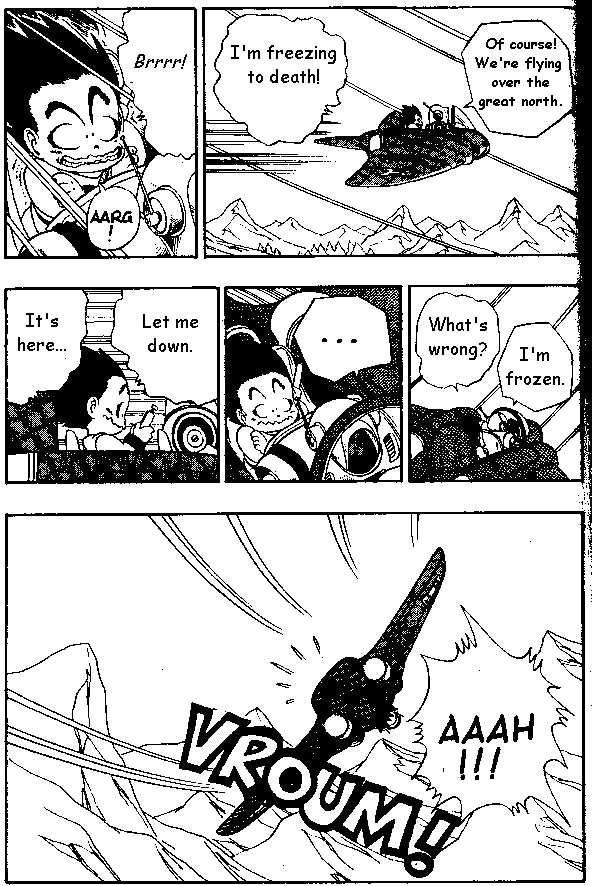 Brrrr!
AARG
!
I'm freezing
to death!
Of course!
We're flying
over the
great north.
It's
here...
Let me
down.
...
What's
wrong?
I'm
frozen.
VROUM!
AAAH
!!!